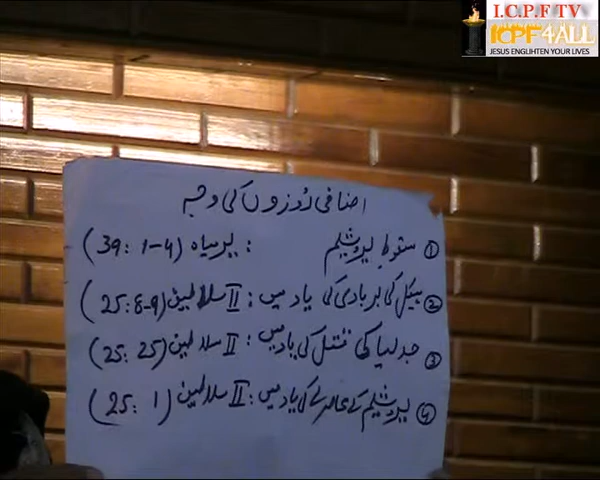 I.C.P.F TV
ICPF4ALL
JESUS ENGLIHTEN YOUR LIVES
اضافی روزوں کی وجہ
① سقوطِ یروشلیم : یرمیاہ (39: 1-4)
② ہیکل کی بربادی کی یاد میں : II سلاطین (25: 8-9)
③ جدلیا کی قتل کی یاد میں : II سلاطین (25: 25)
④ یروشلیم کے محاصرے کی یاد میں : II سلاطین (25: 1)